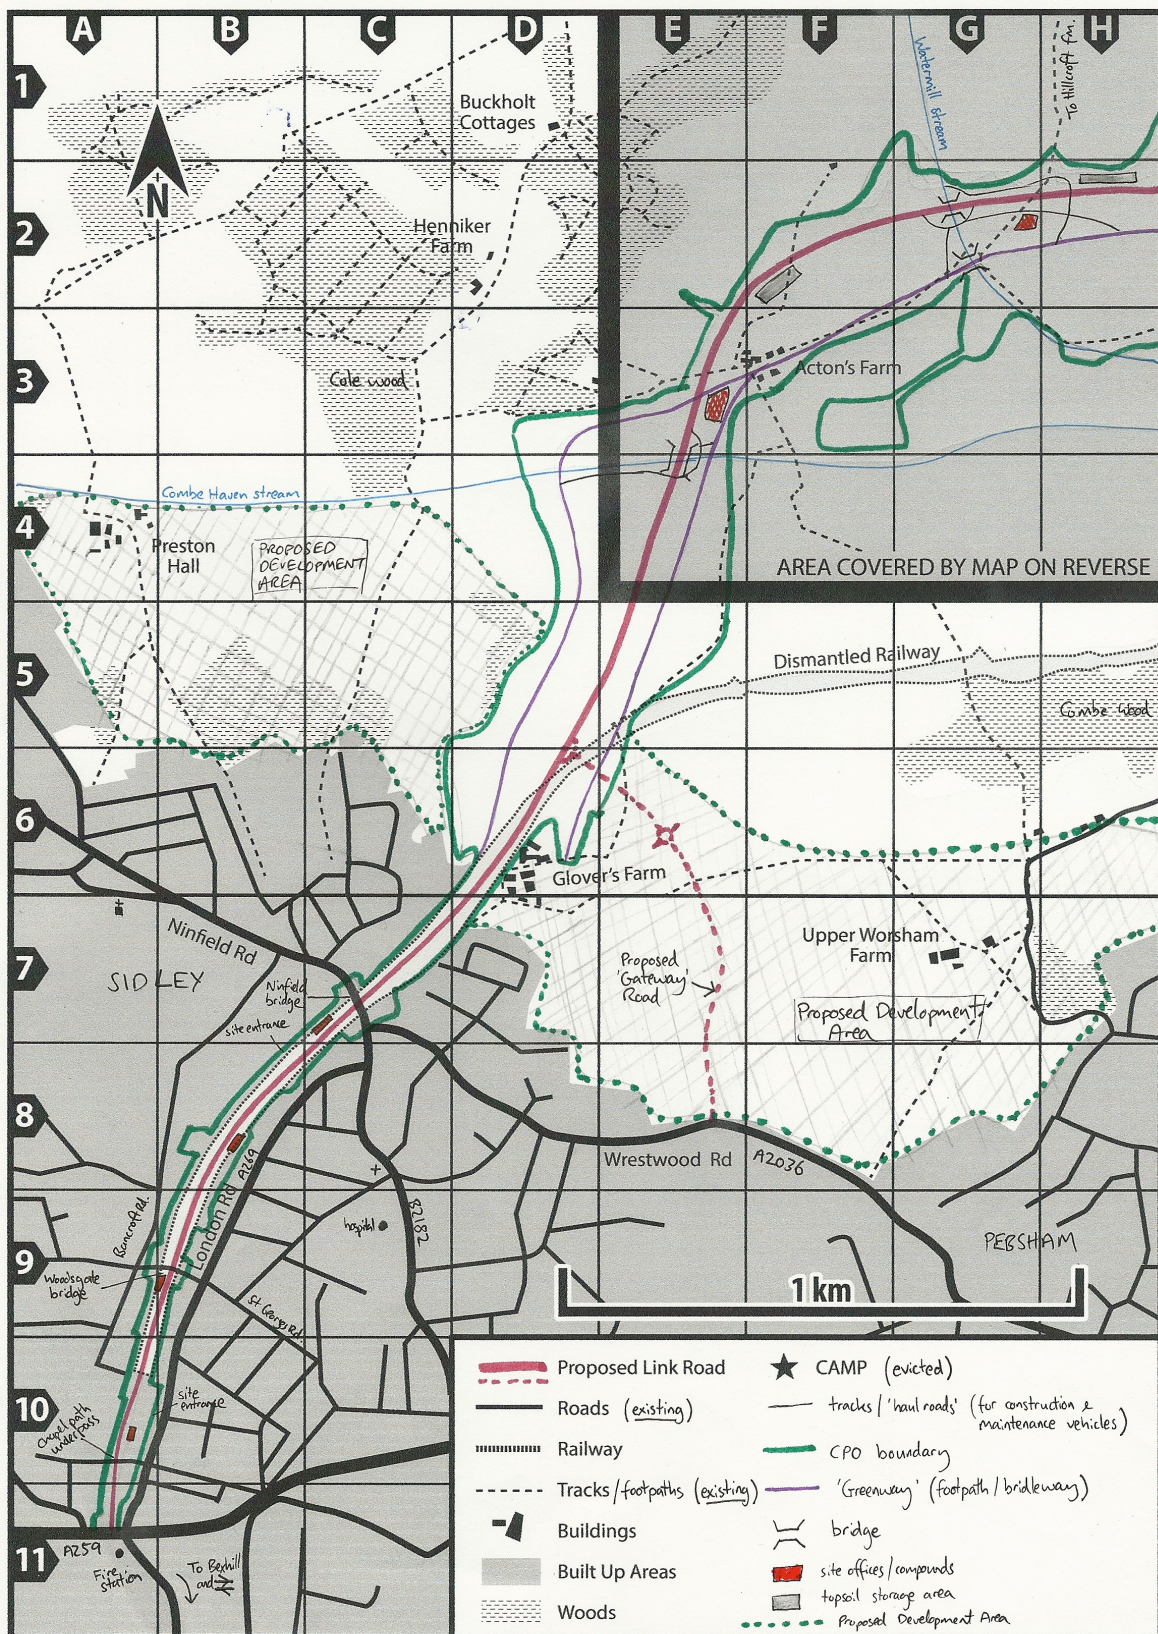 A B C D E F G H
1
2
3
4
5
6
7
8
9
10
11
N
Buckholt
Cottages
Henniker
Farm
Cole wood
Watermill stream
To Hillcroft fm.
Acton's Farm
AREA COVERED BY MAP ON REVERSE
Combe Haven stream
Preston
Hall
PROPOSED
DEVELOPMENT
AREA
Dismantled Railway
Combe Wood
Glover's Farm
Ninfield Rd
SIDLEY
Ninfield
bridge
site entrance
Proposed
'Gateway'
Road
Upper Worsham
Farm
Proposed Development
Area
Wrestwood Rd
A2036
A269
London Rd
Bancroft Rd.
B2182
hospital
PEBSHAM
Woodsgate
bridge
St Georges Rd.
1 km
site
entrance
Chapel path
underpass
A259
Fire
station
To Bexhill
and
Proposed Link Road
Roads (existing)
Railway
Tracks/footpaths (existing)
Buildings
Built Up Areas
Woods
CAMP (evicted)
tracks/'haul roads' (for construction &
maintenance vehicles)
CPO boundary
'Greenway' (footpath/bridleway)
bridge
site offices/compounds
topsoil storage area
Proposed Development Area